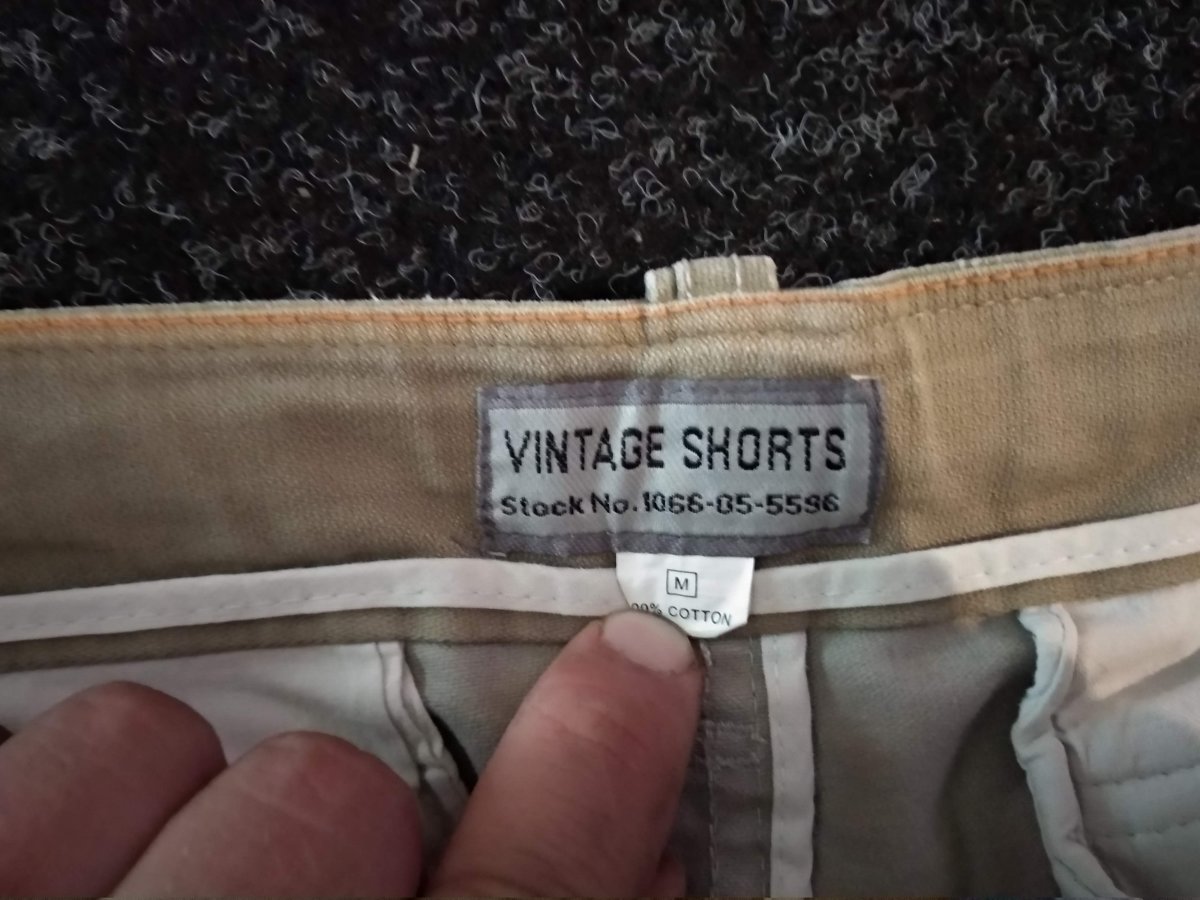 VINTAGE SHORTS
Stock No. 1066-05-5596
M
% COTTON